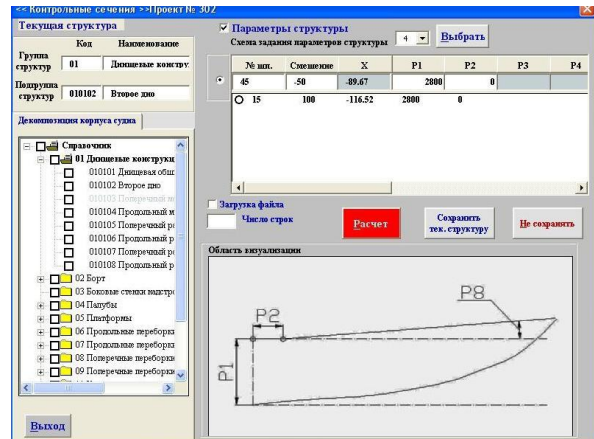 << Контрольные сечения >>Проект № 302
Текущая структура
Код Наименование
Группа структур 01 Днищевые констру
Подгруппа структур 010102 Второе дно
Декомпозиция корпуса судна
Справочник
01 Днищевые конструкц
010101 Днищевая обш
010102 Второе дно
010103 Поперечный
010104 Продольный м
010105 Поперечный ра
010106 Продольный р
010107 Поперечный ра
010108 Продольный р
02 Борт
03 Боковые стенки надстро
04 Палубы
05 Платформы
06 Продольные переборки
07 Продольные переборки
08 Поперечные переборки
09 Поперечные переборки
Выход
Параметры структуры
Схема задания параметров структуры 4 Выбрать
№ шп. Смешение X P1 P2 P3 P4
45 -50 -89.67 2800 0
15 100 -116.52 2800 0
Загрузка файла
Число строк
Расчет
Сохранить
тек. структуру
Не сохранять
Область визуализации
P2
P8
P1